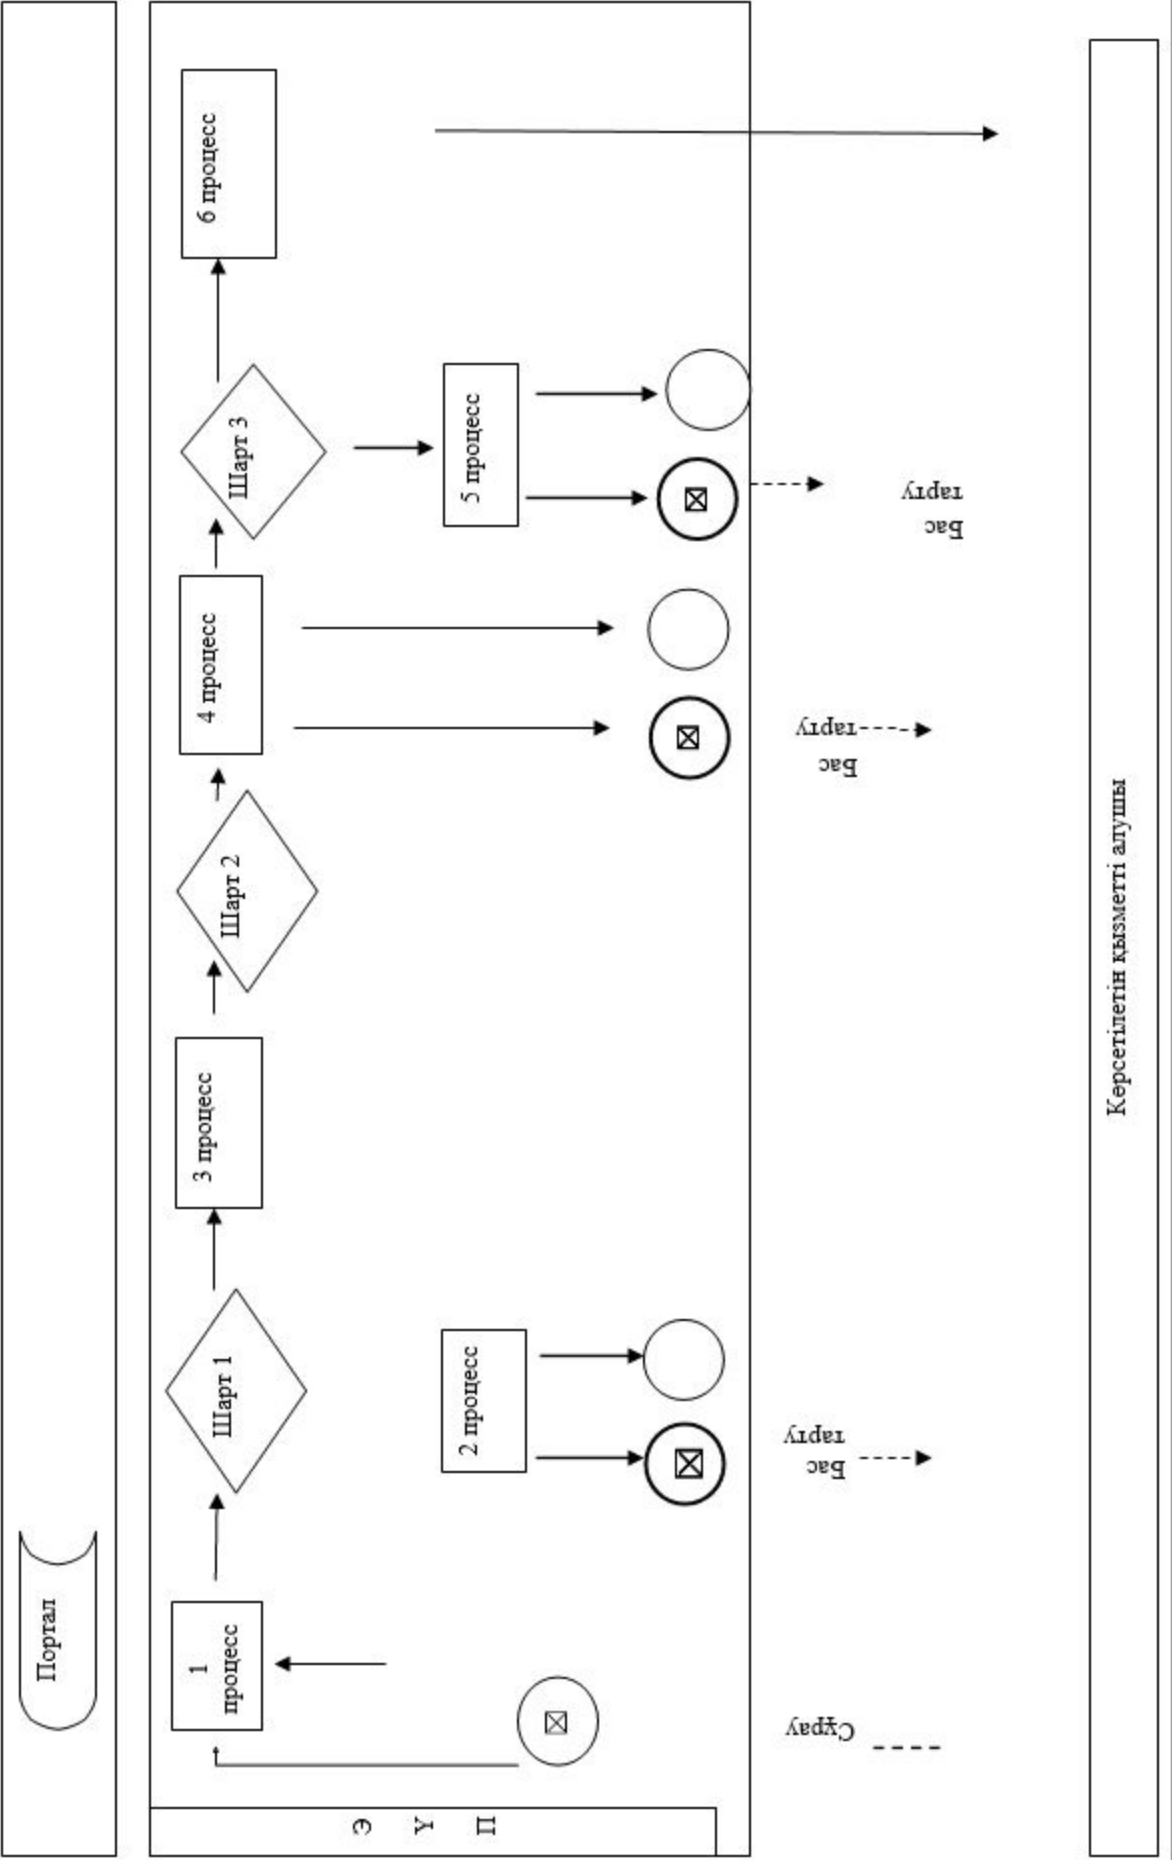 Портал
Э
Ү
П
1
процесс
Шарт 1
3 процесс
Шарт 2
4 процесс
Шарт 3
6 процесс
2 процесс
5 процесс
Сұрау
Бас
тарту
Бас
тарту
Бас
тарту
Көрсетілетін қызметті алушы